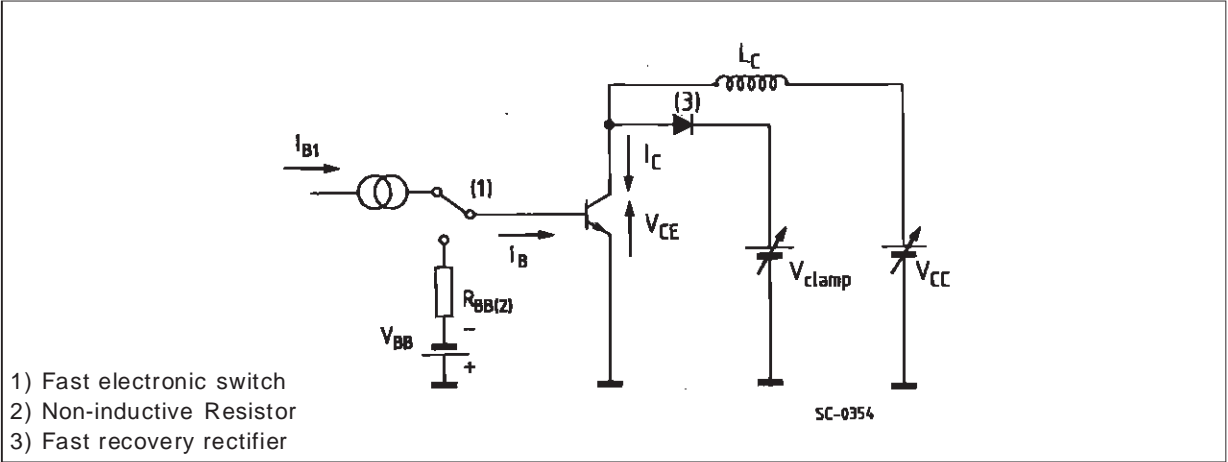 L_C
(3)
I_B1
I_C
(1)
V_CE
I_B
V_clamp
V_CC
R_BB(2)
V_BB
−
+
1) Fast electronic switch
2) Non-inductive Resistor
3) Fast recovery rectifier
SC-0354